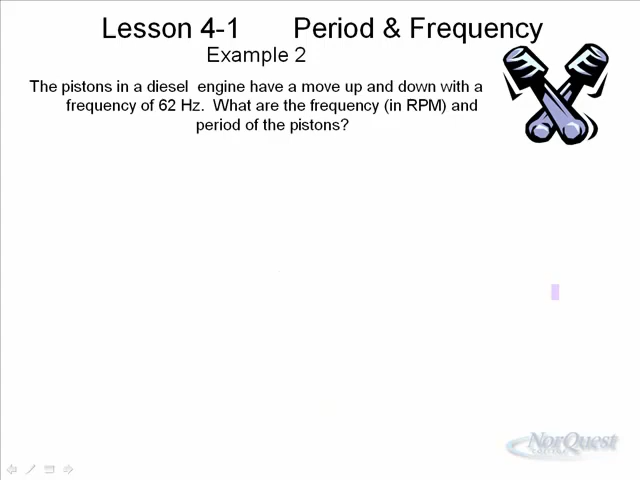 Lesson 4-1 Period & Frequency
Example 2
The pistons in a diesel engine have a move up and down with a
frequency of 62 Hz. What are the frequency (in RPM) and
period of the pistons?
NorQuest
COLLEGE